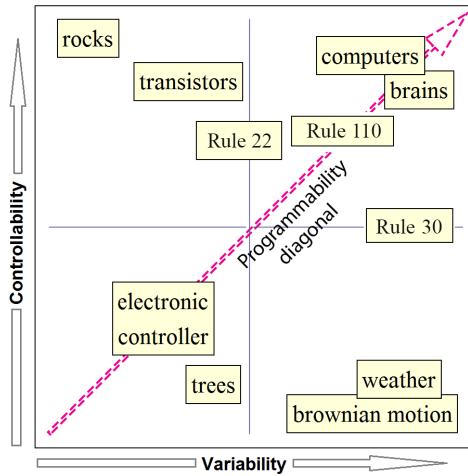 rocks
computers
transistors
brains
Rule 110
Rule 22
Programmability
diagonal
Rule 30
Controllability
electronic
controller
trees
weather
brownian motion
Variability